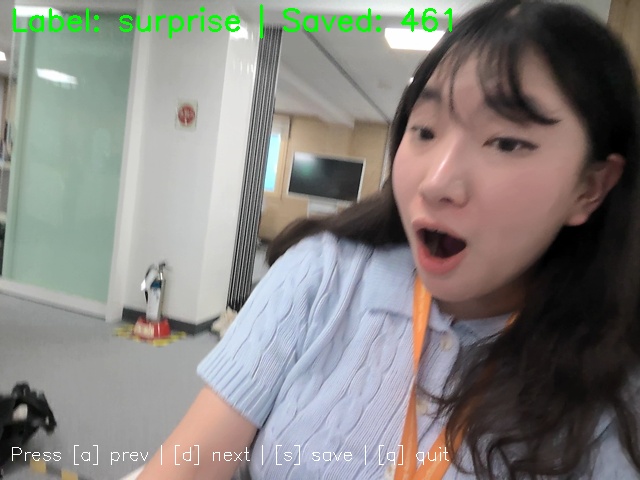 Label: surprise | Saved: 461
Press [a] prev | [d] next | [s] save | [q] quit